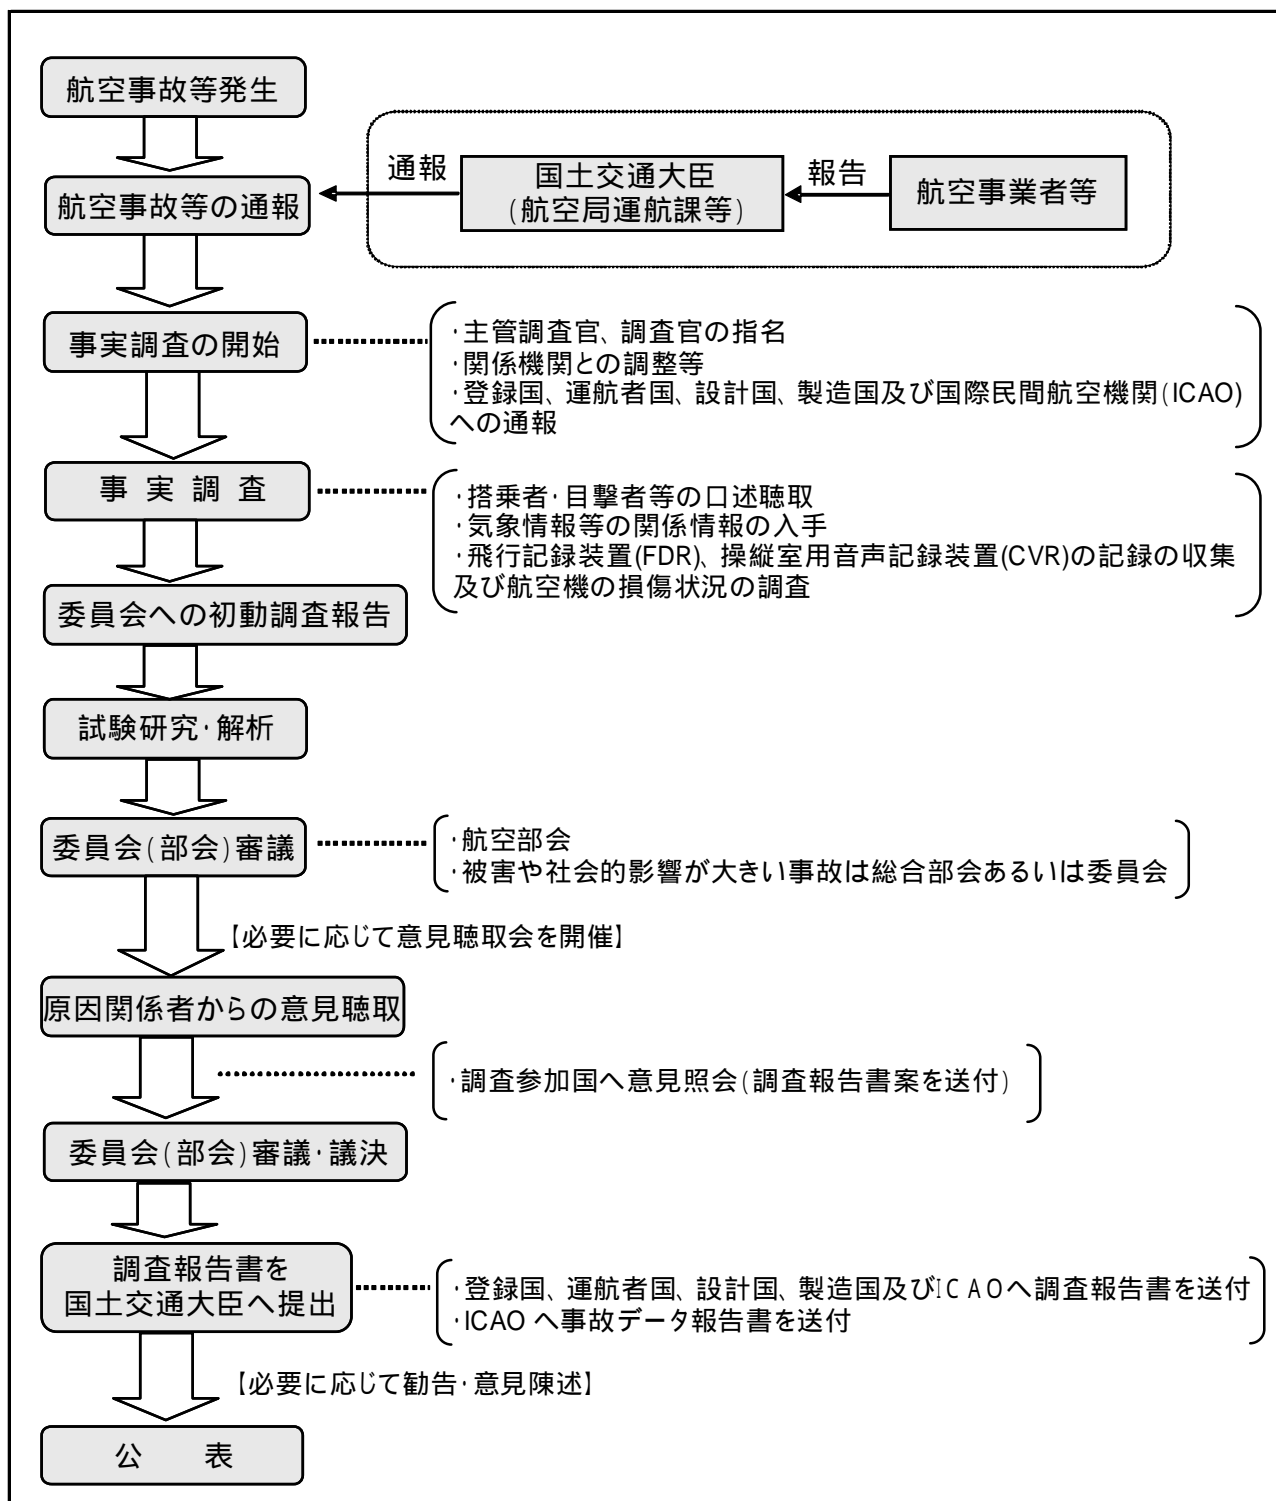 航空事故等発生
通報
国土交通大臣
(航空局運航課等)
報告
航空事業者等
航空事故等の通報
事実調査の開始
・主管調査官、調査官の指名
・関係機関との調整等
・登録国、運航者国、設計国、製造国及び国際民間航空機関(ICAO)
への通報
事 実 調 査
・搭乗者・目撃者等の口述聴取
・気象情報等の関係情報の入手
・飛行記録装置(FDR)、操縦室用音声記録装置(CVR)の記録の収集
及び航空機の損傷状況の調査
委員会への初動調査報告
試験研究・解析
委員会(部会)審議
・航空部会
・被害や社会的影響が大きい事故は総合部会あるいは委員会
【必要に応じて意見聴取会を開催】
原因関係者からの意見聴取
・調査参加国へ意見照会(調査報告書案を送付)
委員会(部会)審議・議決
調査報告書を
国土交通大臣へ提出
・登録国、運航者国、設計国、製造国及びICAOへ調査報告書を送付
・ICAO へ事故データ報告書を送付
【必要に応じて勧告・意見陳述】
公 表